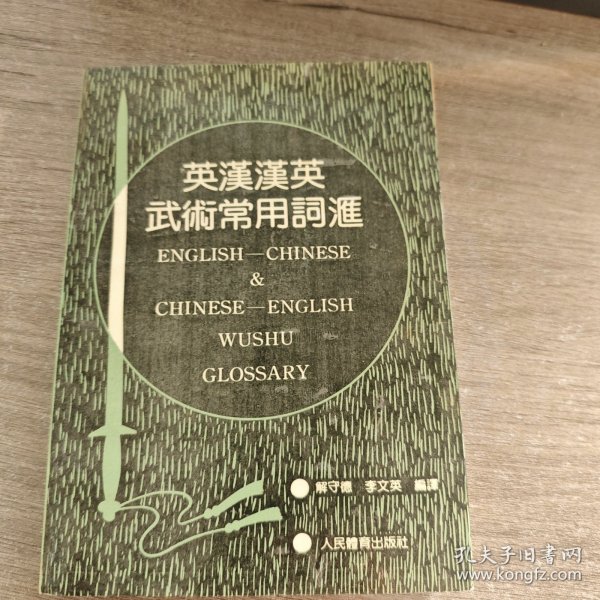 英漢漢英
武術常用詞滙
ENGLISH—CHINESE
&
CHINESE—ENGLISH
WUSHU
GLOSSARY
解守德 李文英 編譯
人民體育出版社
孔夫子旧书网
www.kongfz.com